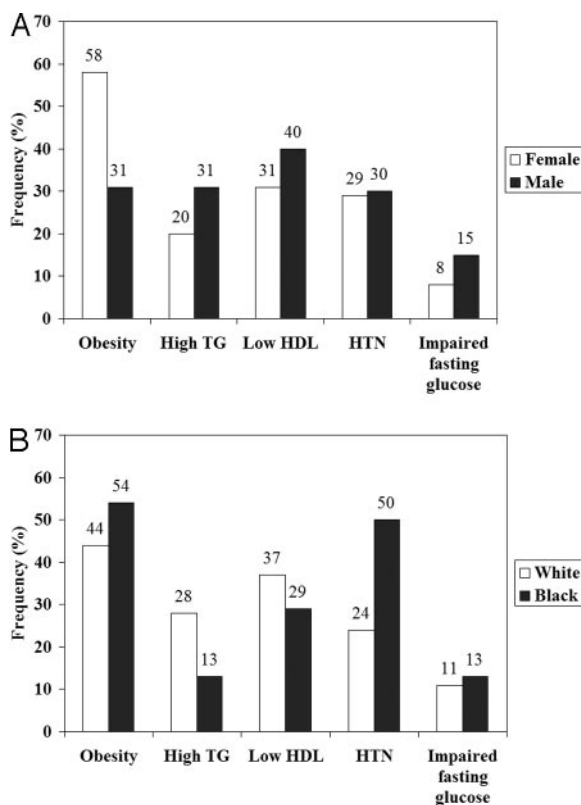 A
70
60
50
40
30
20
10
0
Frequency (%)
58
31
20
31
31
40
29
30
8
15
Obesity
High TG
Low HDL
HTN
Impaired
fasting
glucose
Female
Male
B
70
60
50
40
30
20
10
0
Frequency (%)
44
54
28
13
37
29
24
50
11
13
Obesity
High TG
Low HDL
HTN
Impaired
fasting
glucose
White
Black